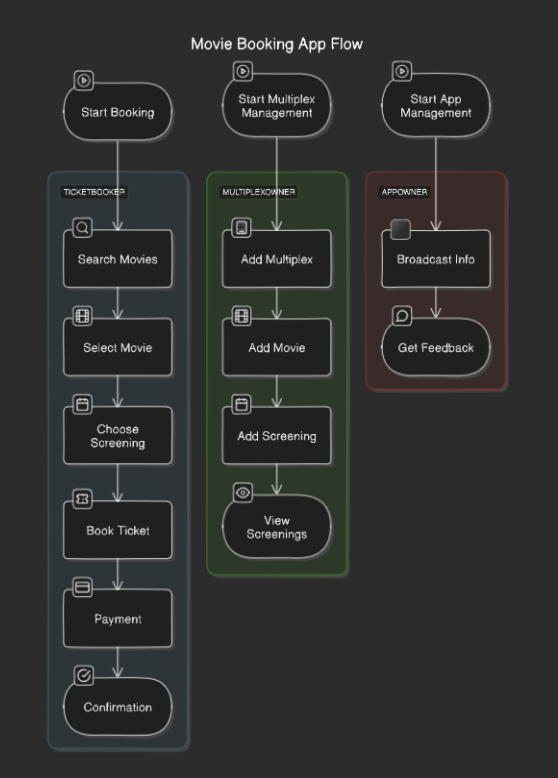 Movie Booking App Flow
Start Booking
TICKETBOOKER
Search Movies
Select Movie
Choose
Screening
Book Ticket
Payment
Confirmation
Start Multiplex
Management
MULTIPLEXOWNER
Add Multiplex
Add Movie
Add Screening
View
Screenings
Start App
Management
APPOWNER
Broadcast Info
Get Feedback